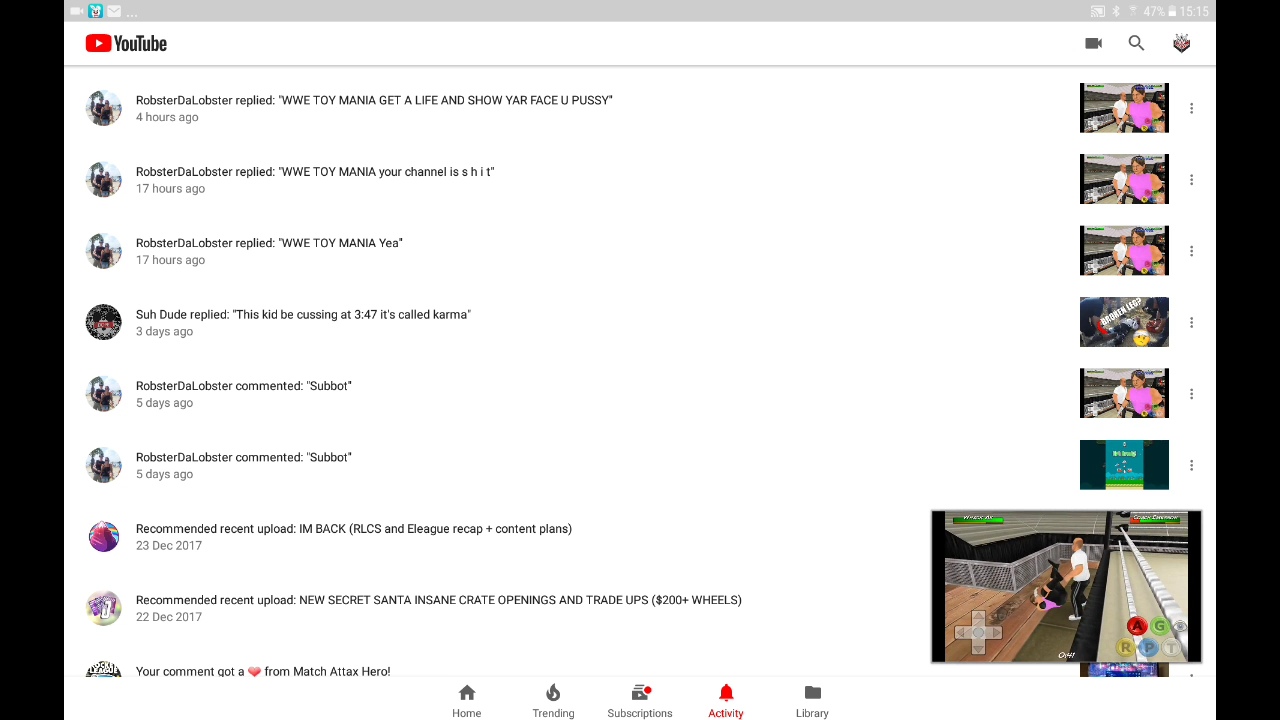 ...
47%
15:15
YouTube
RobsterDaLobster replied: "WWE TOY MANIA GET A LIFE AND SHOW YAR FACE U PUSSY"
4 hours ago
RobsterDaLobster replied: "WWE TOY MANIA your channel is s h i t"
17 hours ago
RobsterDaLobster replied: "WWE TOY MANIA Yea"
17 hours ago
Suh Dude replied: "This kid be cussing at 3:47 it's called karma"
3 days ago
BROKEN LEG?
RobsterDaLobster commented: "Subbot"
5 days ago
RobsterDaLobster commented: "Subbot"
5 days ago
Recommended recent upload: IM BACK (RLCS and Eleague recap + content plans)
23 Dec 2017
Recommended recent upload: NEW SECRET SANTA INSANE CRATE OPENINGS AND TRADE UPS ($200+ WHEELS)
22 Dec 2017
A G
R P T
Your comment got a ❤ from Match Attax Hero!
Home
Trending
Subscriptions
Activity
Library